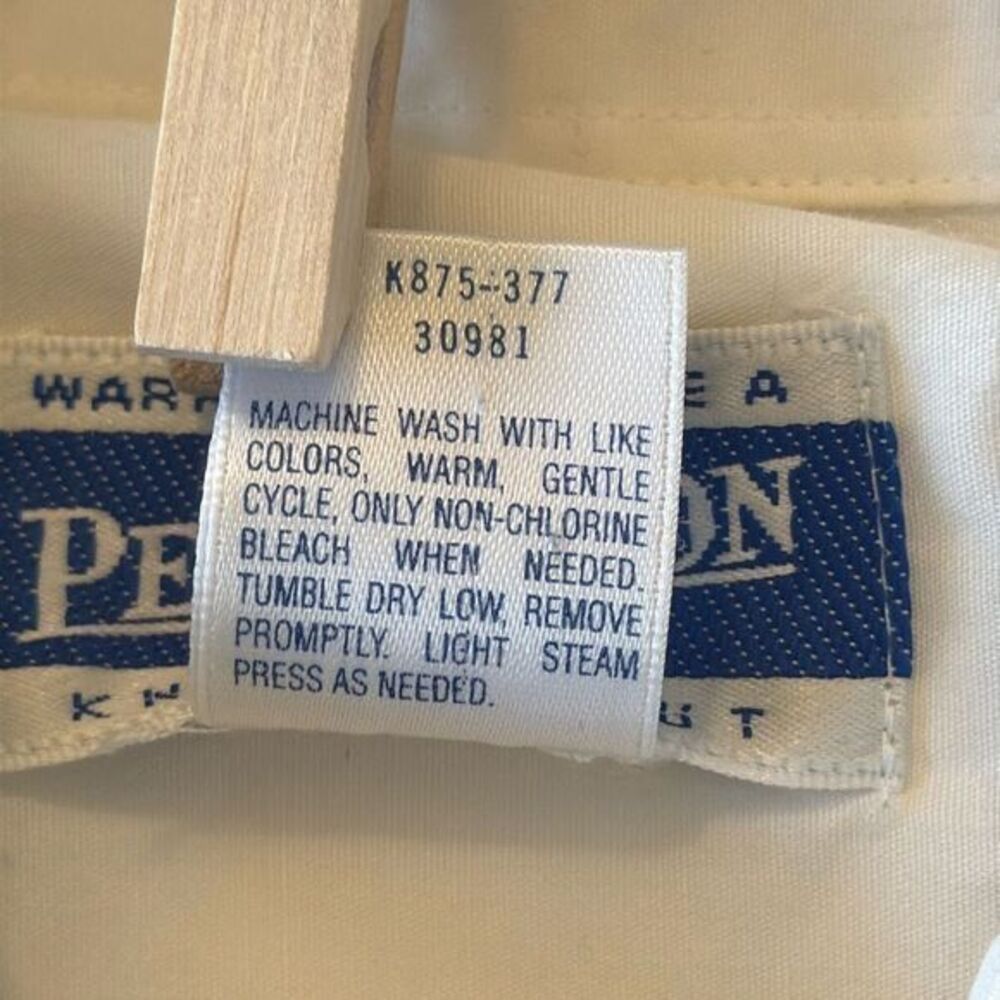 K875-377
30981
MACHINE WASH WITH LIKE
COLORS, WARM, GENTLE
CYCLE, ONLY NON-CHLORINE
BLEACH WHEN NEEDED.
TUMBLE DRY LOW, REMOVE
PROMPTLY. LIGHT STEAM
PRESS AS NEEDED.